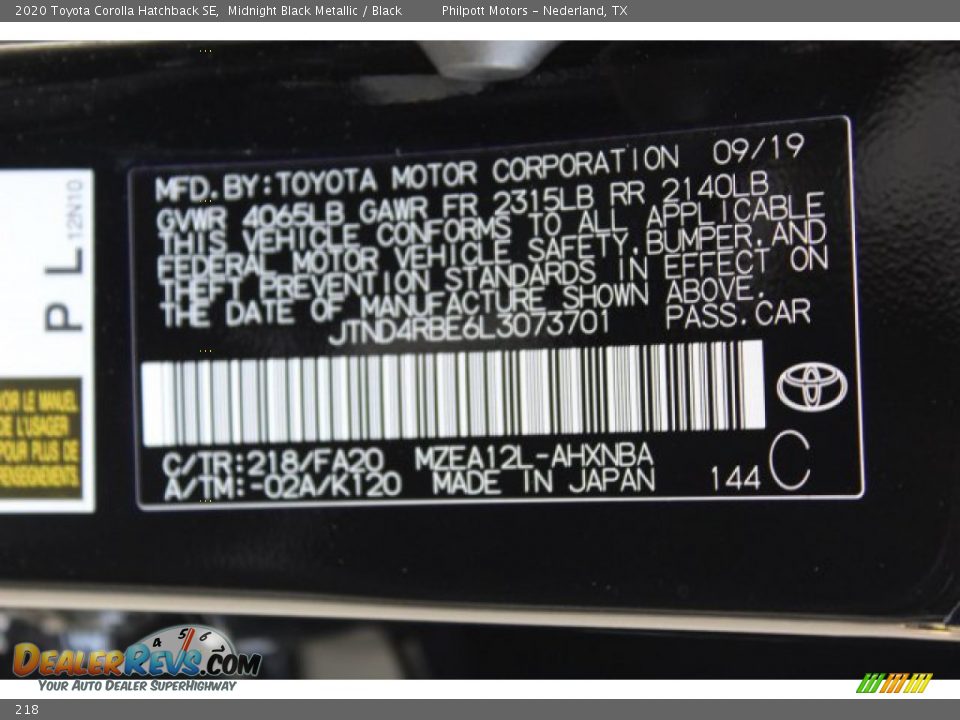 2020 Toyota Corolla Hatchback SE, Midnight Black Metallic / Black Philpott Motors - Nederland, TX
MFD.BY:TOYOTA MOTOR CORPORATION 09/19
GVWR 4065LB GAWR FR 2315LB RR 2140LB
THIS VEHICLE CONFORMS TO ALL APPLICABLE
FEDERAL MOTOR VEHICLE SAFETY,BUMPER,AND
THEFT PREVENTION STANDARDS IN EFFECT ON
THE DATE OF MANUFACTURE SHOWN ABOVE.
JTND4RBE6L3073701 PASS.CAR
C/TR:218/FA20 MZEA12L-AHXNBA
A/TM:-02A/K120 MADE IN JAPAN 144 C
P L 12N10
VOIR LE MANUEL
DE L'USAGER
POUR PLUS DE
RENSEIGNEMENTS.
4 5 6 7
DEALERREVS.COM
YOUR AUTO DEALER SUPERHIGHWAY
218